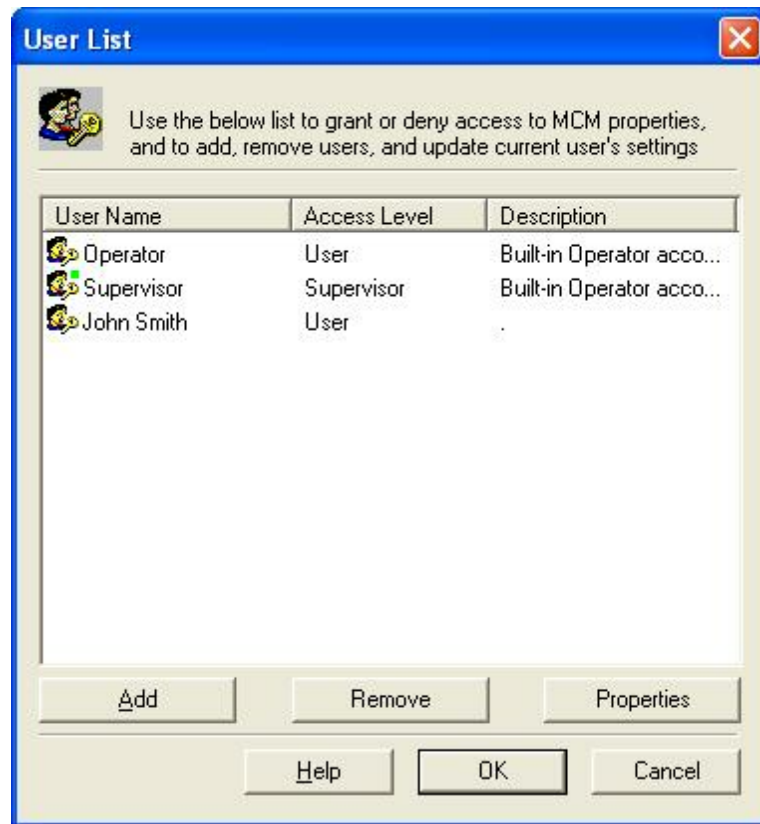 User List
Use the below list to grant or deny access to MCM properties,
and to add, remove users, and update current user's settings
User Name Access Level Description
Operator User Built-in Operator acco...
Supervisor Supervisor Built-in Operator acco...
John Smith User .
Add Remove Properties
Help OK Cancel